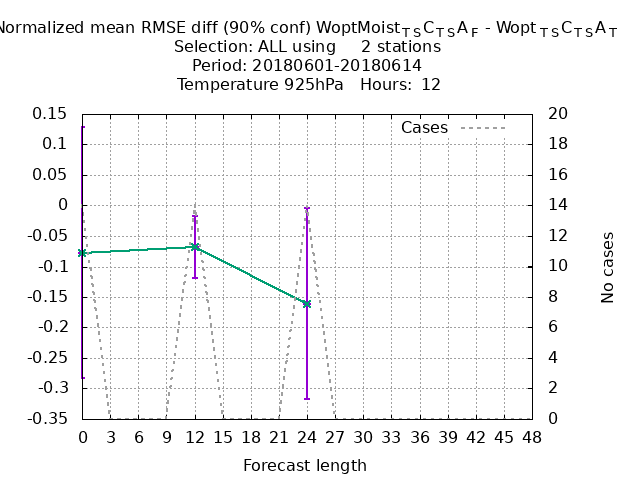 Normalized mean RMSE diff (90% conf) WoptMoistTSCTSAF - WoptTSCTSAT
Selection: ALL using 2 stations
Period: 20180601-20180614
Temperature 925hPa Hours: 12
Cases
0.15
0.1
0.05
0
-0.05
-0.1
-0.15
-0.2
-0.25
-0.3
-0.35
20
18
16
14
12
10
8
6
4
2
0
No cases
0 3 6 9 12 15 18 21 24 27 30 33 36 39 42 45 48
Forecast length